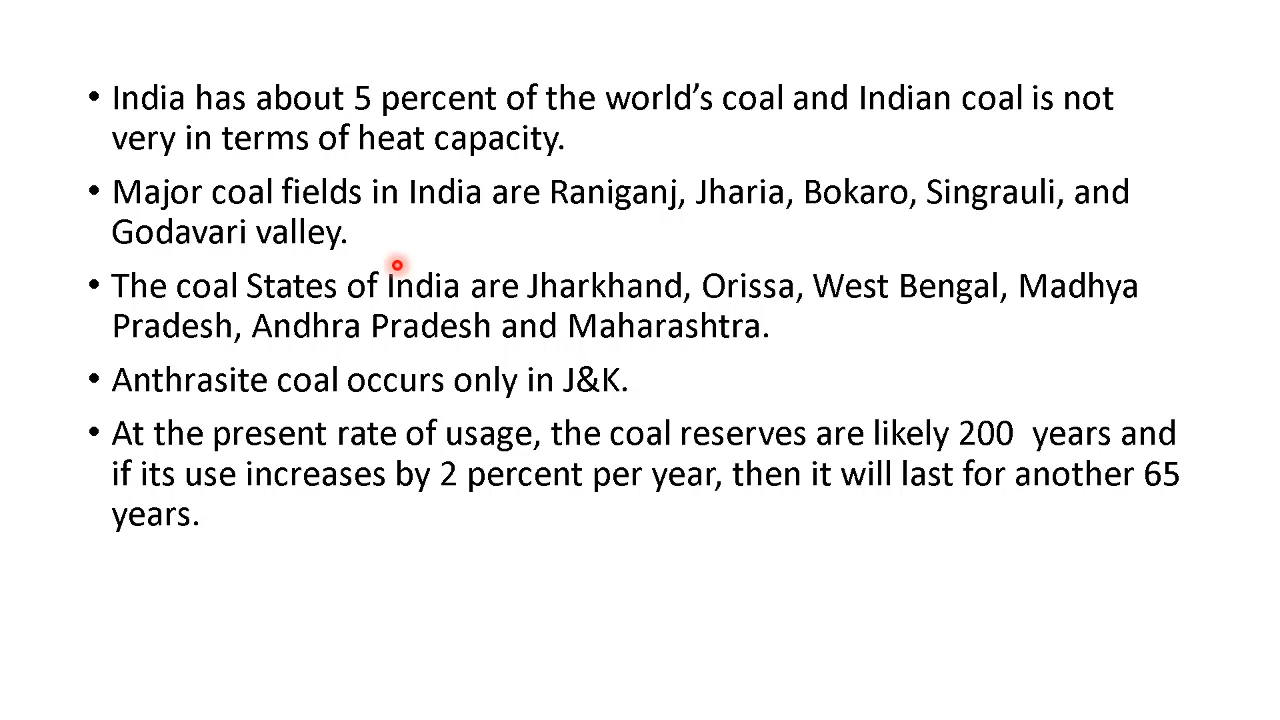 • India has about 5 percent of the world’s coal and Indian coal is not
very in terms of heat capacity.
• Major coal fields in India are Raniganj, Jharia, Bokaro, Singrauli, and
Godavari valley.
• The coal States of India are Jharkhand, Orissa, West Bengal, Madhya
Pradesh, Andhra Pradesh and Maharashtra.
• Anthrasite coal occurs only in J&K.
• At the present rate of usage, the coal reserves are likely 200  years and
if its use increases by 2 percent per year, then it will last for another 65
years.